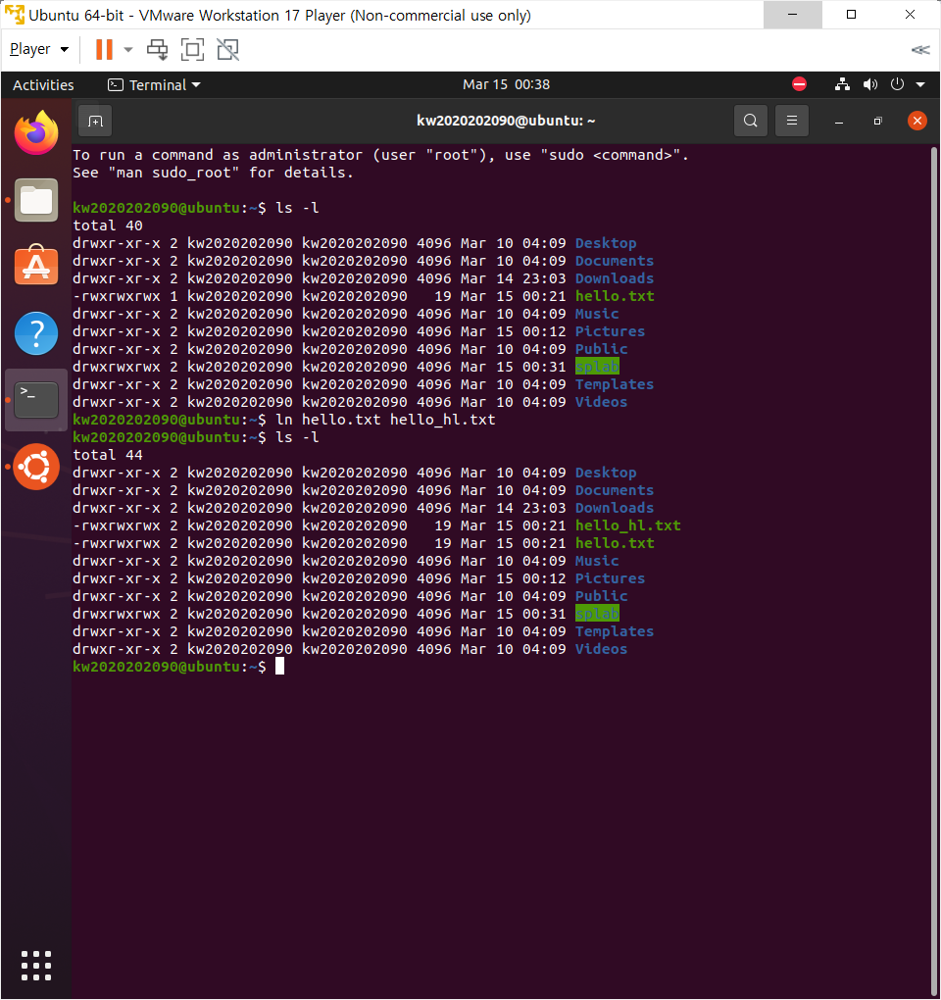 Ubuntu 64-bit - VMware Workstation 17 Player (Non-commercial use only)
Player
Activities
Terminal
Mar 15 00:38
kw2020202090@ubuntu: ~
To run a command as administrator (user "root"), use "sudo <command>".
See "man sudo_root" for details.
kw2020202090@ubuntu:~$ ls -l
total 40
drwxr-xr-x 2 kw2020202090 kw2020202090 4096 Mar 10 04:09 Desktop
drwxr-xr-x 2 kw2020202090 kw2020202090 4096 Mar 10 04:09 Documents
drwxr-xr-x 2 kw2020202090 kw2020202090 4096 Mar 14 23:03 Downloads
-rwxrwxrwx 1 kw2020202090 kw2020202090   19 Mar 15 00:21 hello.txt
drwxr-xr-x 2 kw2020202090 kw2020202090 4096 Mar 10 04:09 Music
drwxr-xr-x 2 kw2020202090 kw2020202090 4096 Mar 15 00:12 Pictures
drwxr-xr-x 2 kw2020202090 kw2020202090 4096 Mar 10 04:09 Public
drwxrwxrwx 2 kw2020202090 kw2020202090 4096 Mar 15 00:31 splab
drwxr-xr-x 2 kw2020202090 kw2020202090 4096 Mar 10 04:09 Templates
drwxr-xr-x 2 kw2020202090 kw2020202090 4096 Mar 10 04:09 Videos
kw2020202090@ubuntu:~$ ln hello.txt hello_hl.txt
kw2020202090@ubuntu:~$ ls -l
total 44
drwxr-xr-x 2 kw2020202090 kw2020202090 4096 Mar 10 04:09 Desktop
drwxr-xr-x 2 kw2020202090 kw2020202090 4096 Mar 10 04:09 Documents
drwxr-xr-x 2 kw2020202090 kw2020202090 4096 Mar 14 23:03 Downloads
-rwxrwxrwx 2 kw2020202090 kw2020202090   19 Mar 15 00:21 hello_hl.txt
-rwxrwxrwx 2 kw2020202090 kw2020202090   19 Mar 15 00:21 hello.txt
drwxr-xr-x 2 kw2020202090 kw2020202090 4096 Mar 10 04:09 Music
drwxr-xr-x 2 kw2020202090 kw2020202090 4096 Mar 15 00:12 Pictures
drwxr-xr-x 2 kw2020202090 kw2020202090 4096 Mar 10 04:09 Public
drwxrwxrwx 2 kw2020202090 kw2020202090 4096 Mar 15 00:31 splab
drwxr-xr-x 2 kw2020202090 kw2020202090 4096 Mar 10 04:09 Templates
drwxr-xr-x 2 kw2020202090 kw2020202090 4096 Mar 10 04:09 Videos
kw2020202090@ubuntu:~$